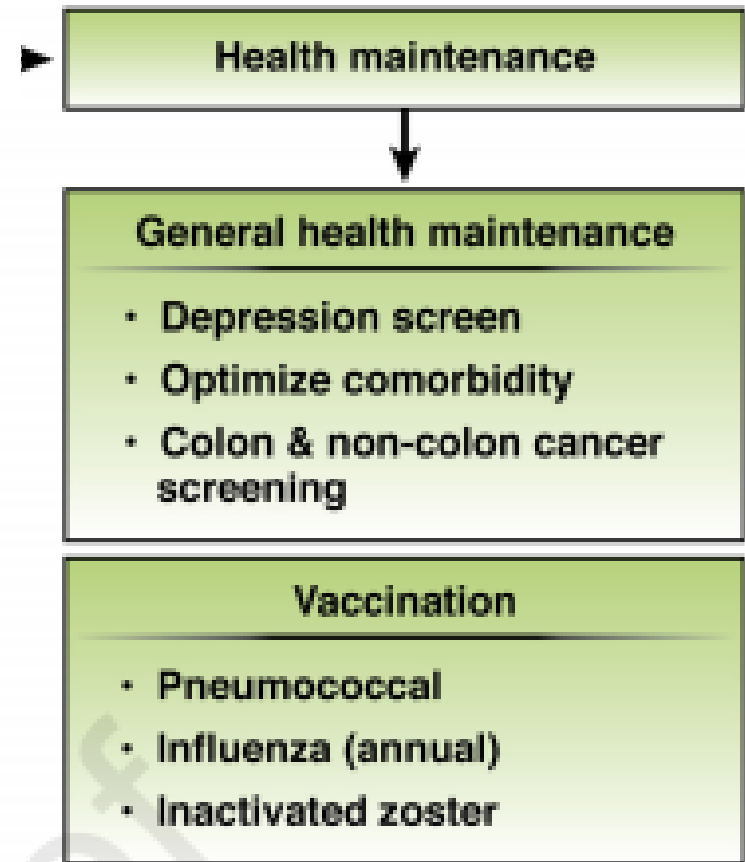 Health maintenance
General health maintenance
• Depression screen
• Optimize comorbidity
• Colon & non-colon cancer
screening
Vaccination
• Pneumococcal
• Influenza (annual)
• Inactivated zoster